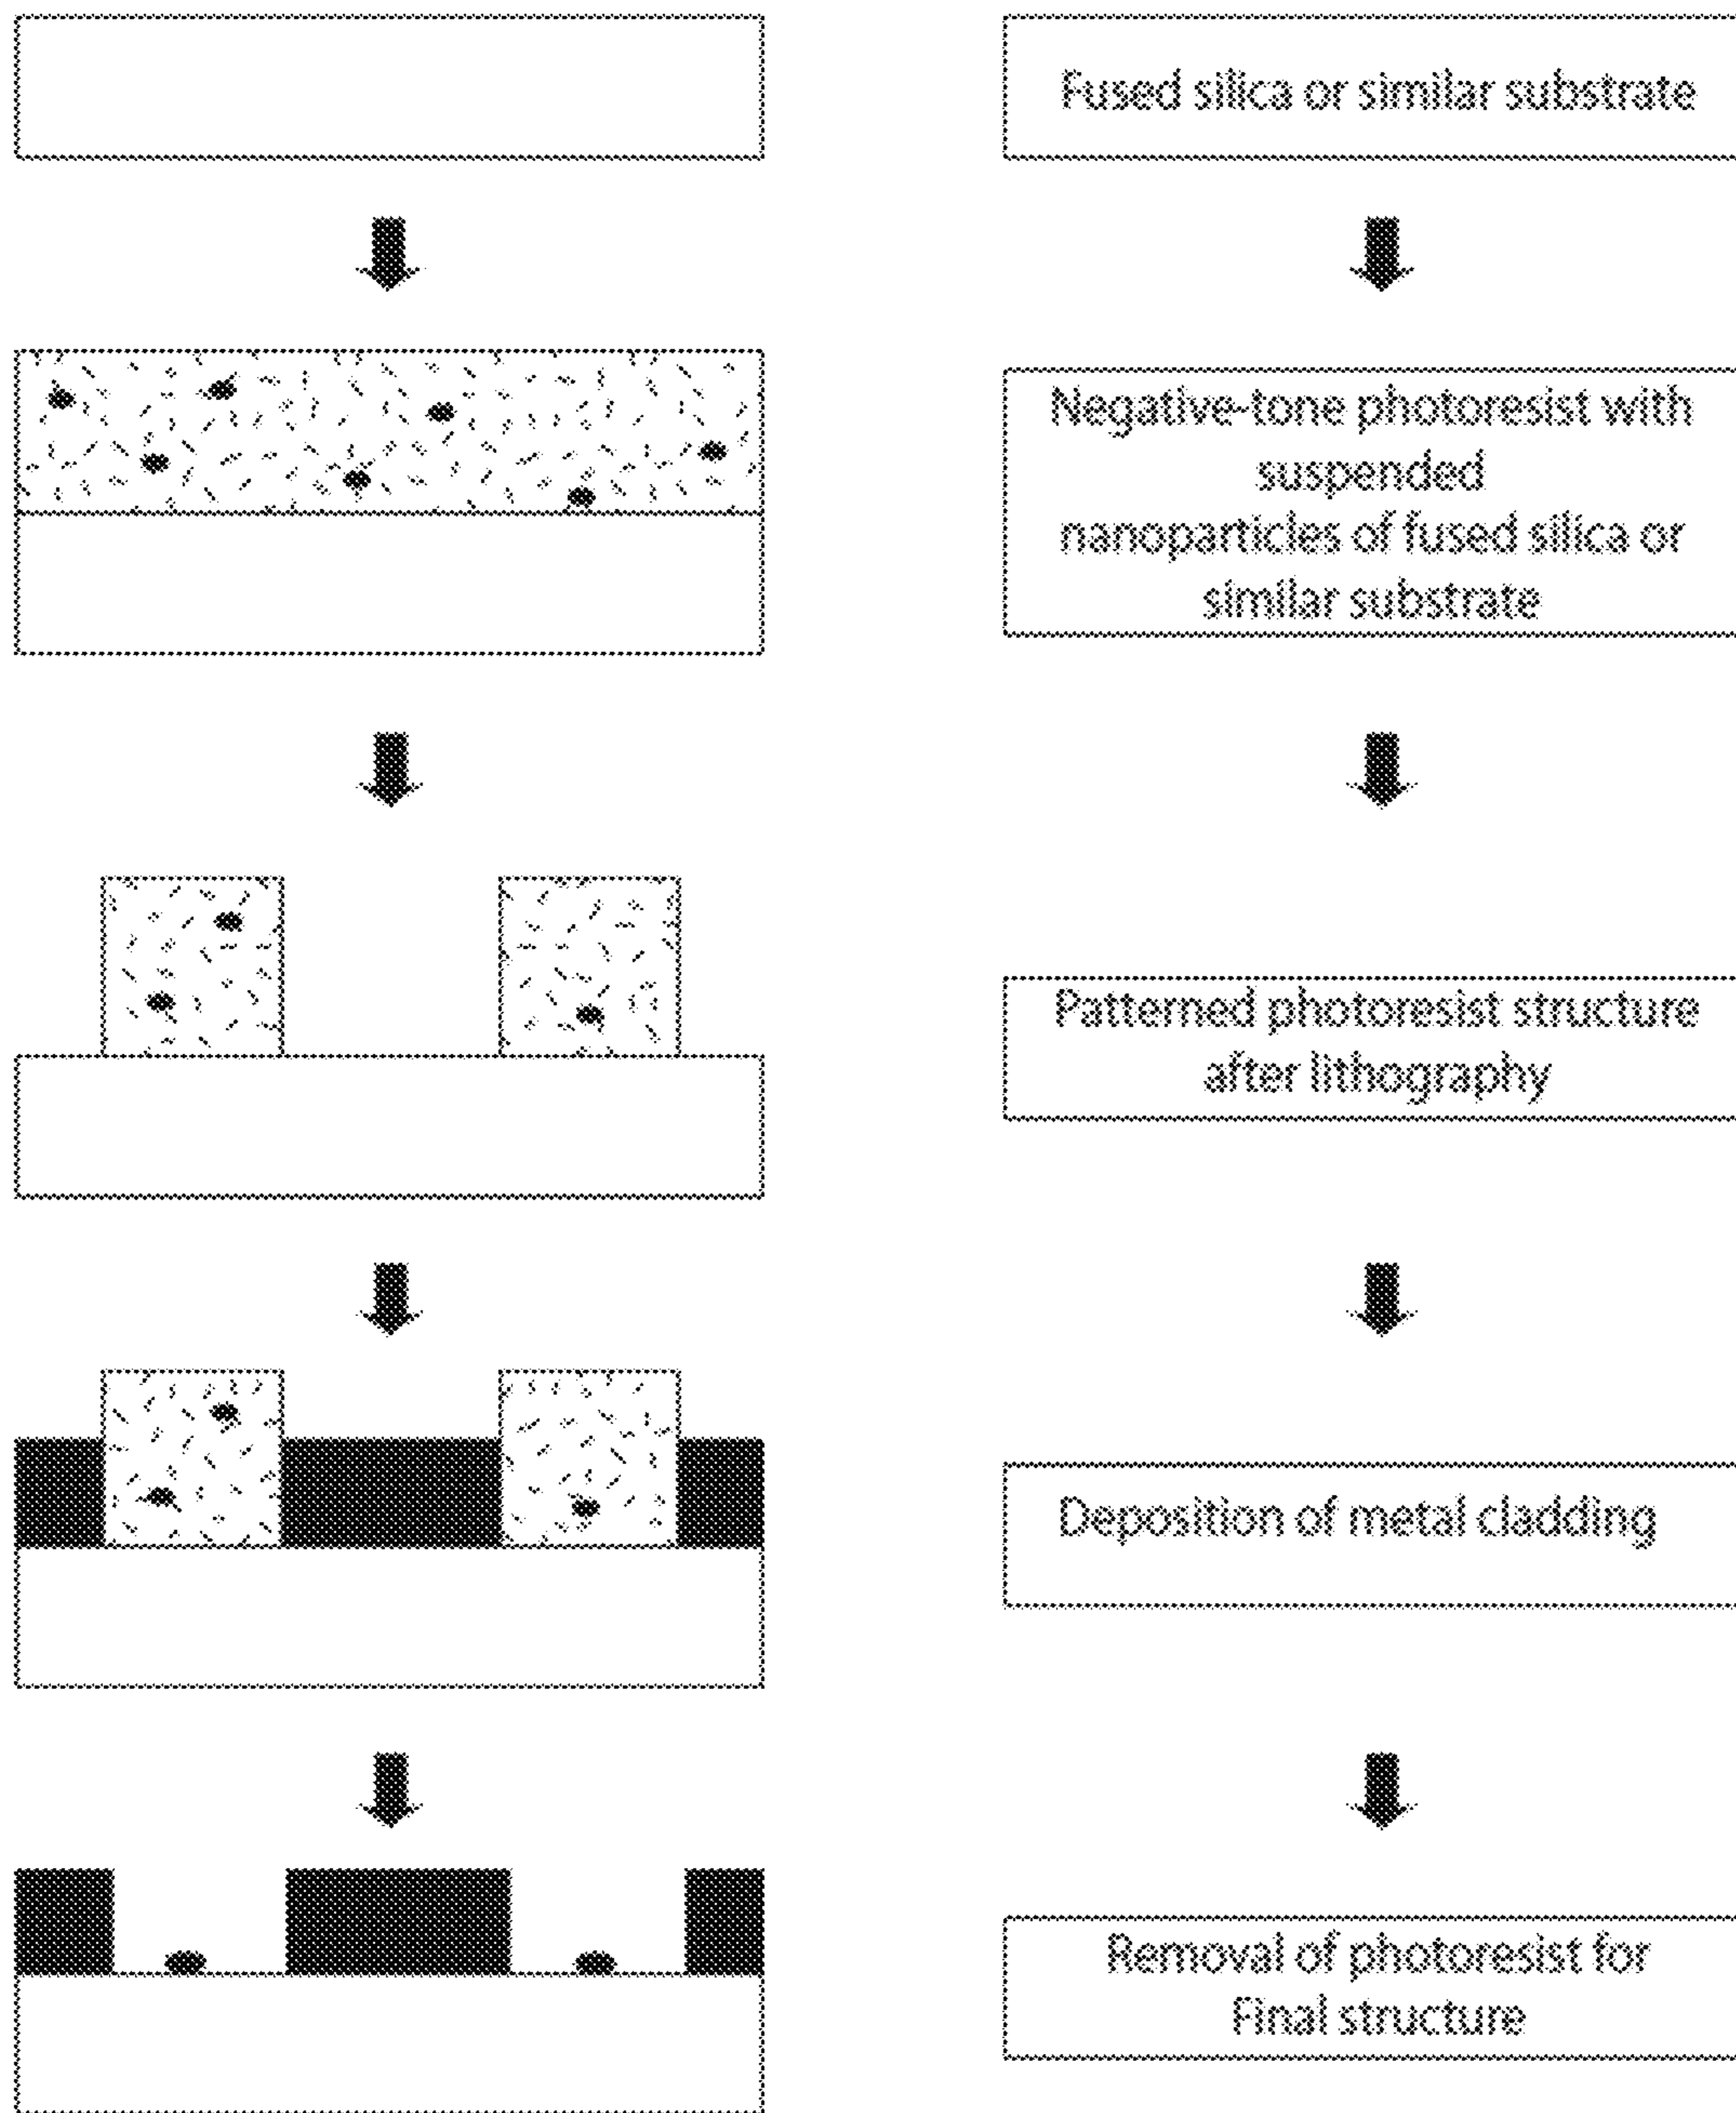 Fused silica or similar substrate
Negative-tone photoresist with
suspended
nanoparticles of fused silica or
similar substrate
Patterned photoresist structure
after lithography
Deposition of metal cladding
Removal of photoresist for
Final structure